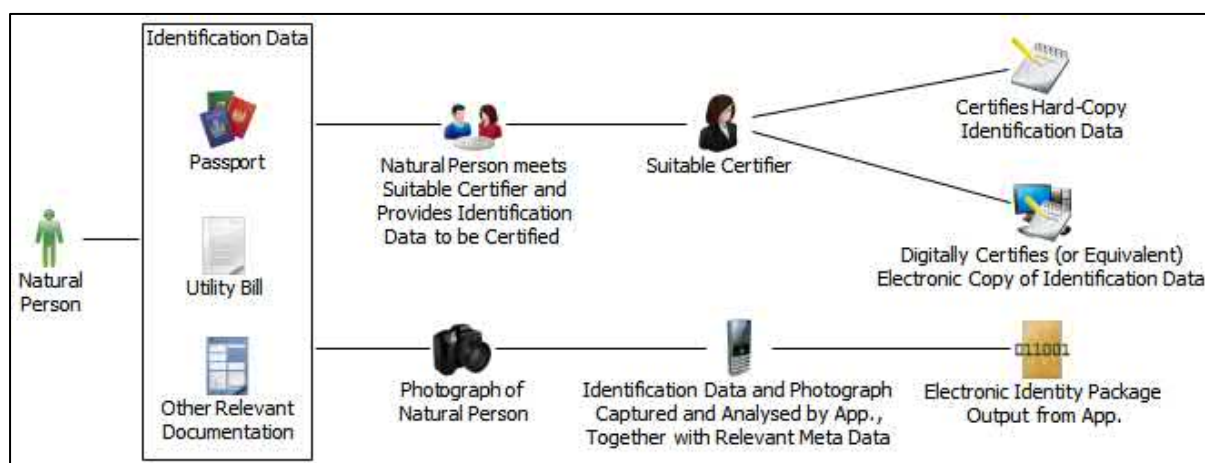 Identification Data
Passport
Utility Bill
Other Relevant
Documentation
Natural
Person
Natural Person meets
Suitable Certifier and
Provides Identification
Data to be Certified
Suitable Certifier
Certifies Hard-Copy
Identification Data
Digitally Certifies (or Equivalent)
Electronic Copy of Identification Data
Photograph of
Natural Person
Identification Data and Photograph
Captured and Analysed by App.,
Together with Relevant Meta Data
011001
Electronic Identity Package
Output from App.